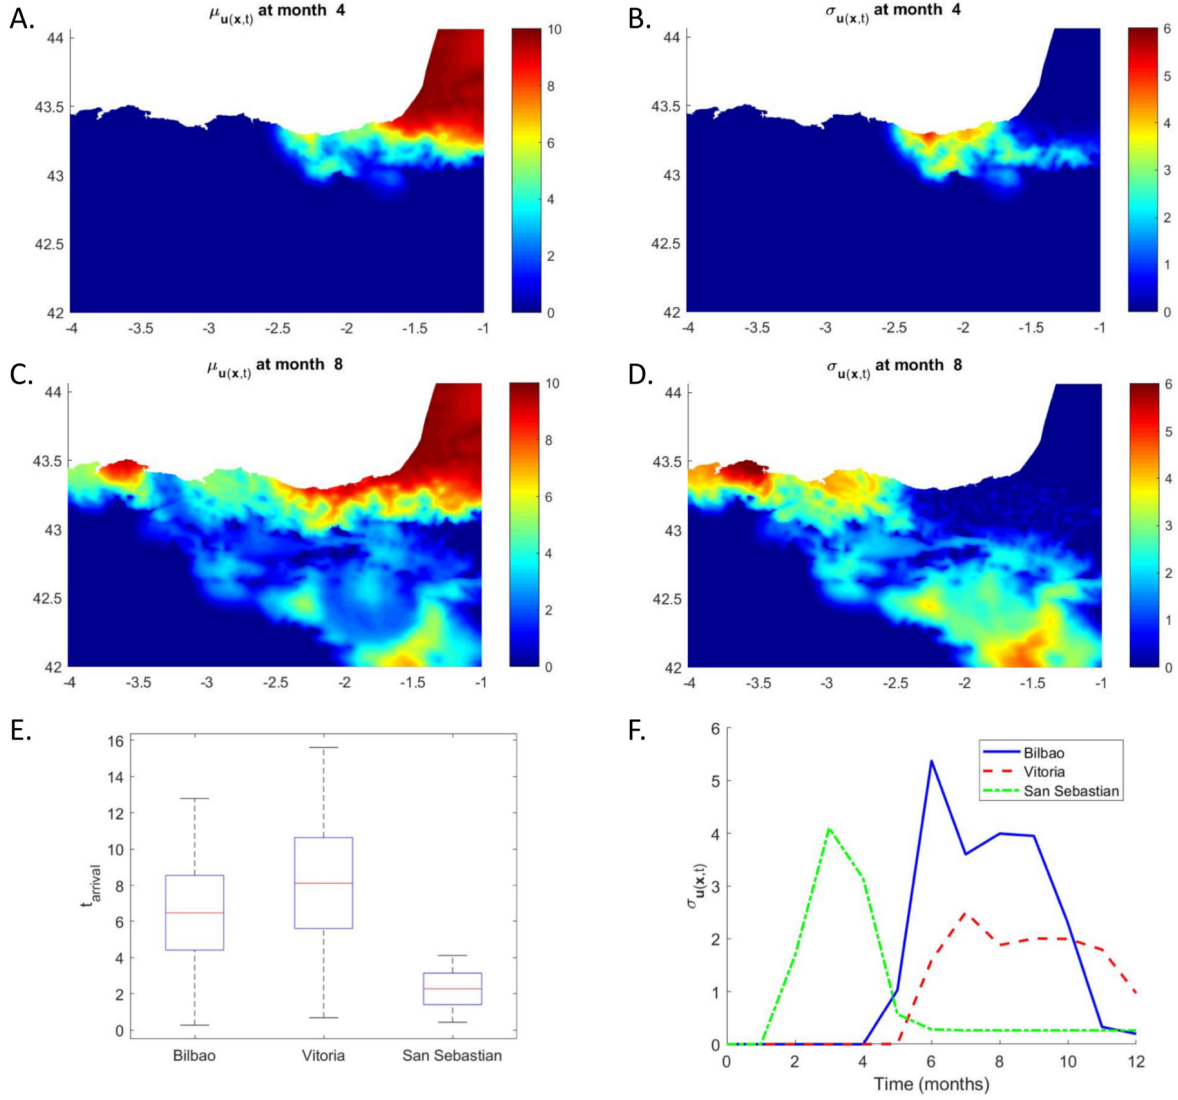 A.
μu(x,t) at month 4
44
43.5
43
42.5
42
-4 -3.5 -3 -2.5 -2 -1.5 -1
10
8
6
4
2
0
B.
σu(x,t) at month 4
44
43.5
43
42.5
42
-4 -3.5 -3 -2.5 -2 -1.5 -1
6
5
4
3
2
1
0
C.
μu(x,t) at month 8
44
43.5
43
42.5
42
-4 -3.5 -3 -2.5 -2 -1.5 -1
10
8
6
4
2
0
D.
σu(x,t) at month 8
44
43.5
43
42.5
42
-4 -3.5 -3 -2.5 -2 -1.5 -1
6
5
4
3
2
1
0
E.
tarrival
16
14
12
10
8
6
4
2
0
Bilbao Vitoria San Sebastian
F.
σu(x,t)
6
5
4
3
2
1
0
Bilbao
Vitoria
San Sebastian
0 2 4 6 8 10 12
Time (months)